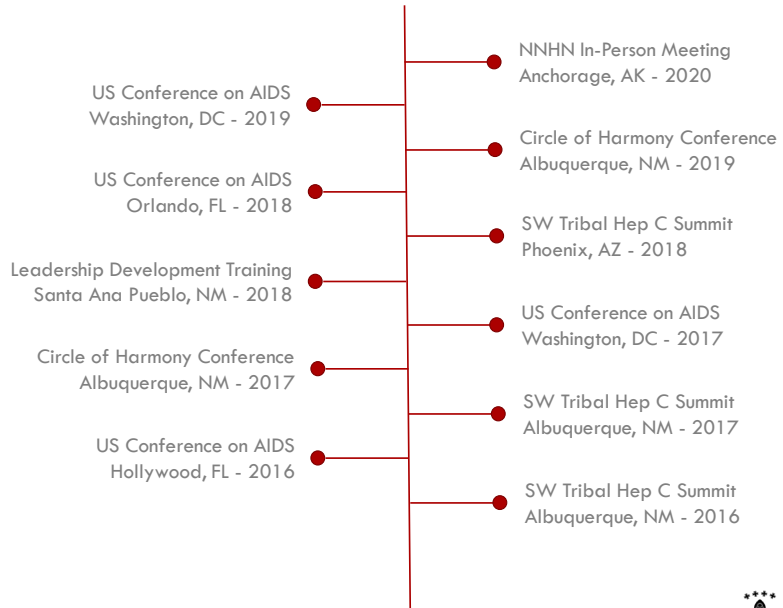 NNHN In-Person Meeting
Anchorage, AK - 2020
US Conference on AIDS
Washington, DC - 2019
Circle of Harmony Conference
Albuquerque, NM - 2019
US Conference on AIDS
Orlando, FL - 2018
SW Tribal Hep C Summit
Phoenix, AZ - 2018
Leadership Development Training
Santa Ana Pueblo, NM - 2018
US Conference on AIDS
Washington, DC - 2017
Circle of Harmony Conference
Albuquerque, NM - 2017
SW Tribal Hep C Summit
Albuquerque, NM - 2017
US Conference on AIDS
Hollywood, FL - 2016
SW Tribal Hep C Summit
Albuquerque, NM - 2016